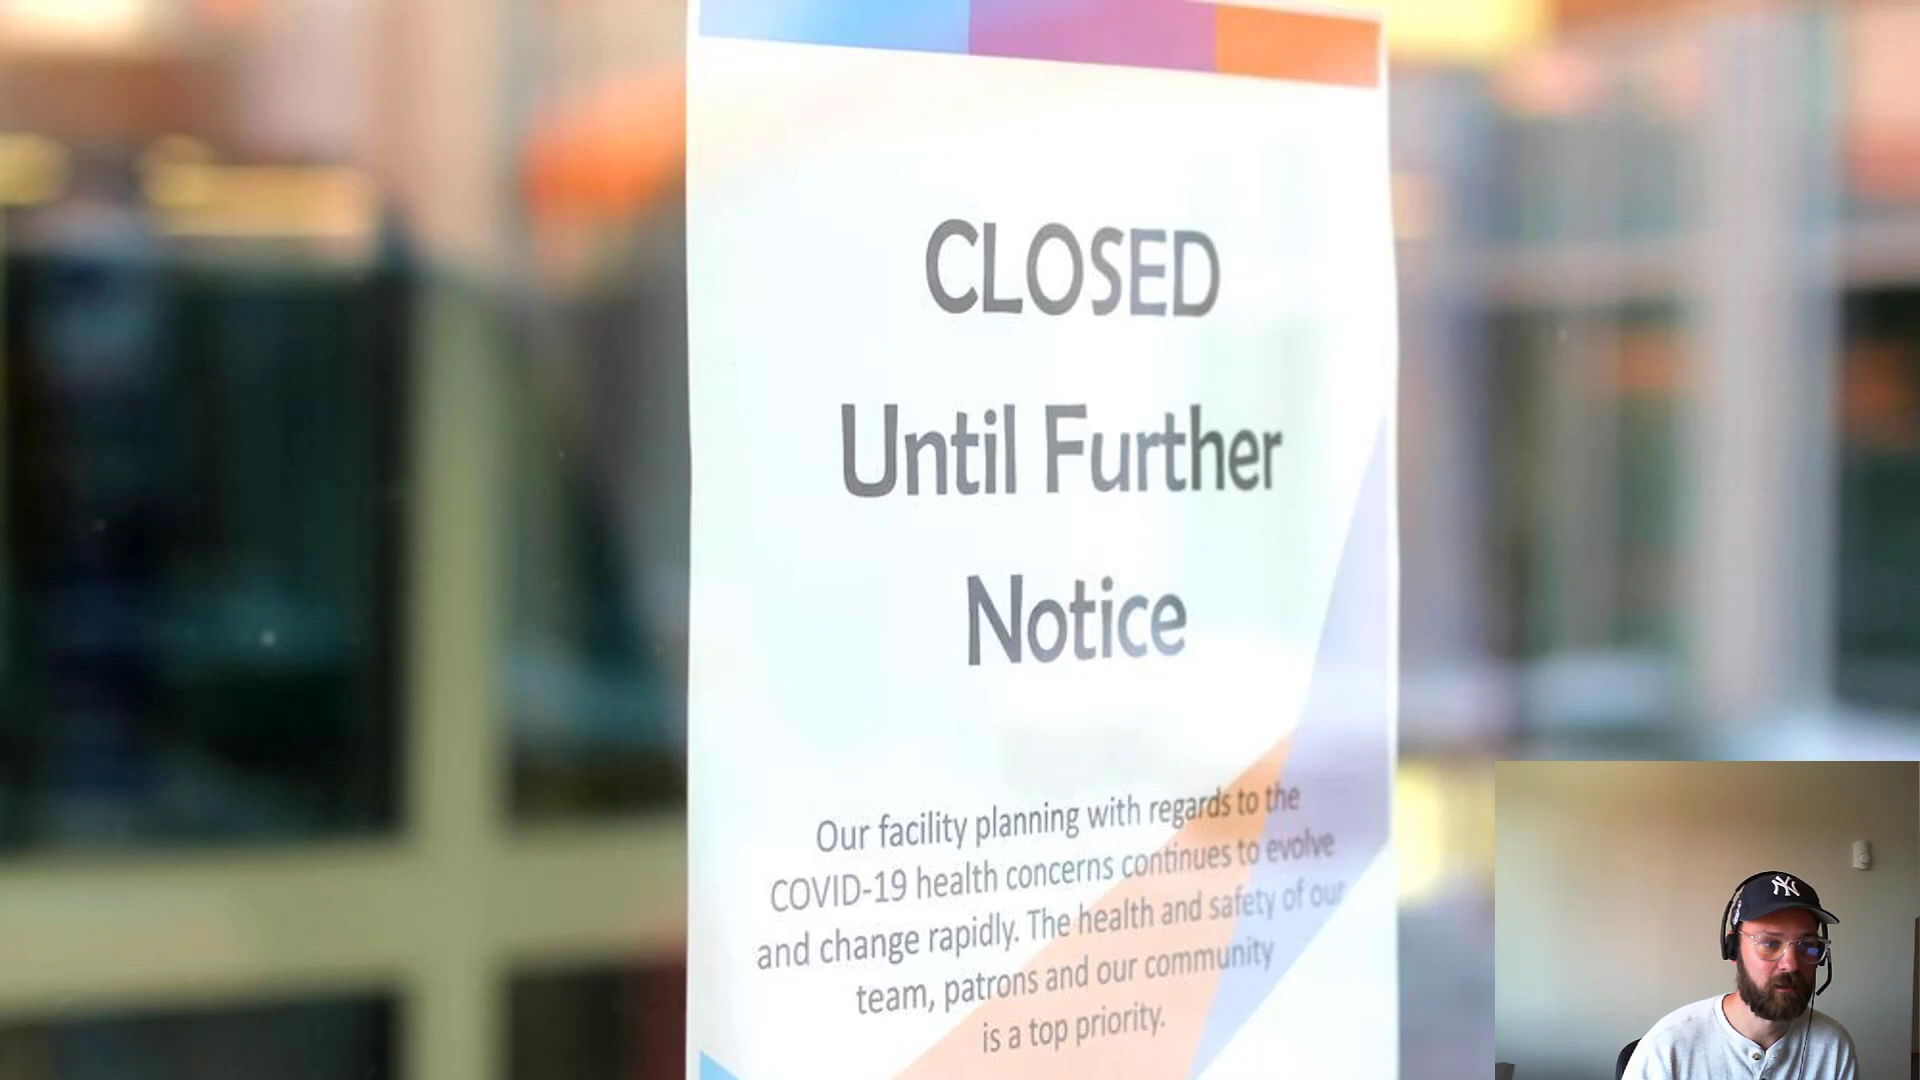 CLOSED
Until Further
Notice
Our facility planning with regards to the
COVID-19 health concerns continues to evolve
and change rapidly. The health and safety of our
team, patrons and our community
is a top priority.
NY